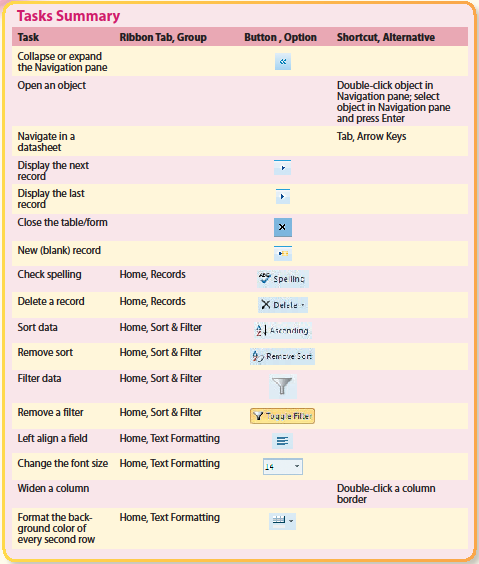 Tasks Summary
Task Ribbon Tab, Group Button , Option Shortcut, Alternative
Collapse or expand
the Navigation pane
«
Open an object
Double-click object in
Navigation pane; select
object in Navigation pane
and press Enter
Navigate in a
datasheet
Tab, Arrow Keys
Display the next
record
Display the last
record
Close the table/form
New (blank) record
Check spelling Home, Records ABC Spelling
Delete a record Home, Records Delete
Sort data Home, Sort & Filter A Z Ascending
Remove sort Home, Sort & Filter A Z Remove Sort
Filter data Home, Sort & Filter
Remove a filter Home, Sort & Filter Toggle Filter
Left align a field Home, Text Formatting
Change the font size Home, Text Formatting 14
Widen a column
Double-click a column
border
Format the back-
ground color of
every second row
Home, Text Formatting